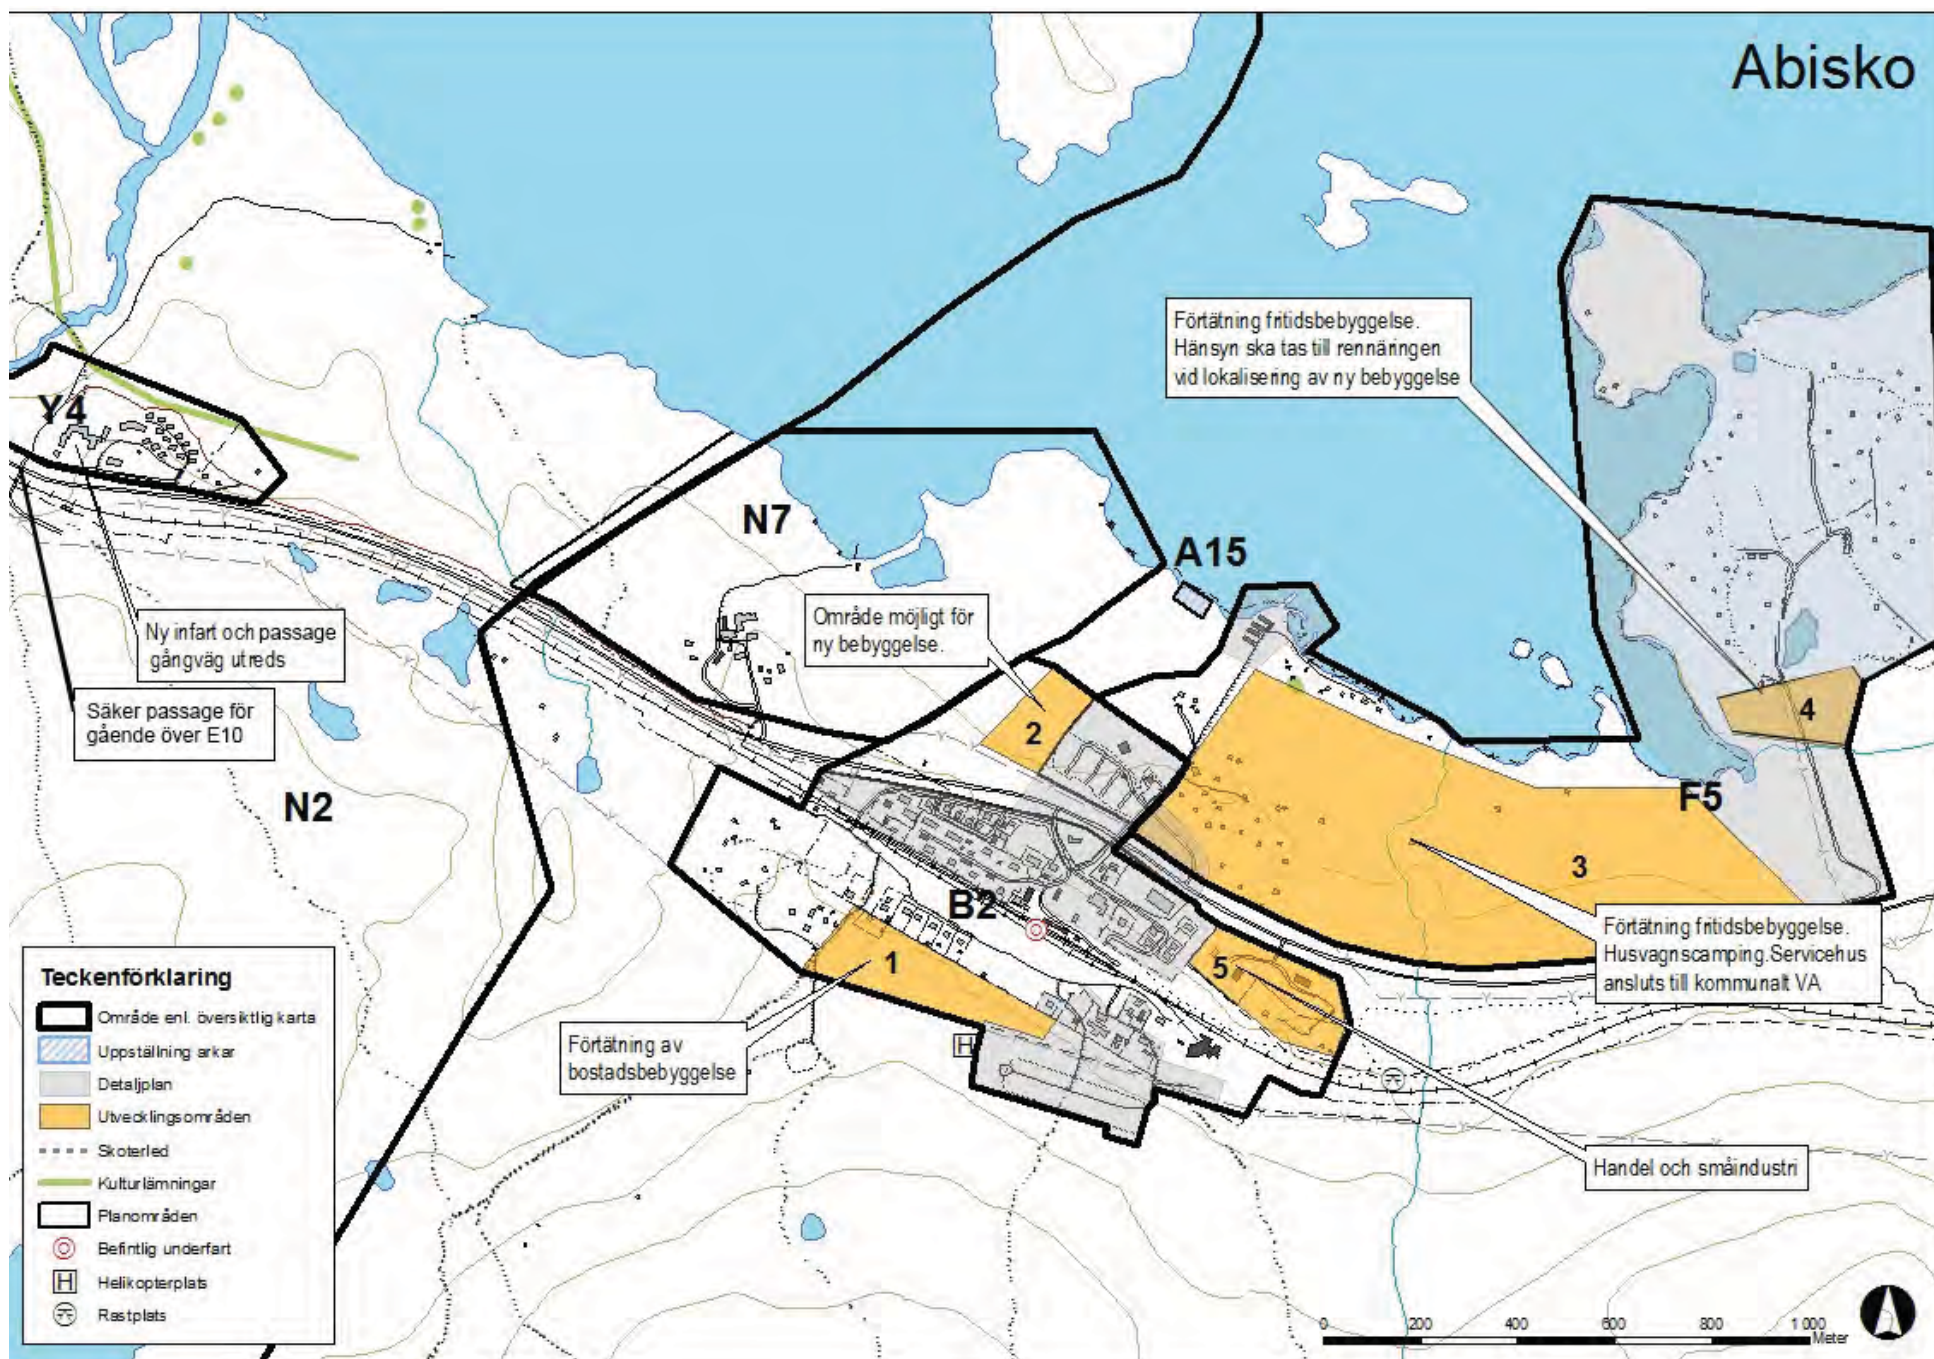 Abisko
Förtätning fritidsbebyggelse.
Hänsyn ska tas till rennäringen
vid lokalisering av ny bebyggelse
Y4
N7
A15
Område möjligt för
ny bebyggelse.
Ny infart och passage
gångväg utreds
Säker passage för
gående över E10
2
4
N2
F5
3
B2
1
5
Förtätning fritidsbebyggelse.
Husvagnscamping.Servicehus
ansluts till kommunalt VA
Förtätning av
bostadsbebyggelse
H
Handel och småindustri
Teckenförklaring
Område enl. översiktlig karta
Uppställning arkar
Detaljplan
Utvecklingsområden
Skoterled
Kulturlämningar
Planområden
Befintlig underfart
H Helikopterplats
Rastplats
0 200 400 600 800 1 000
Meter